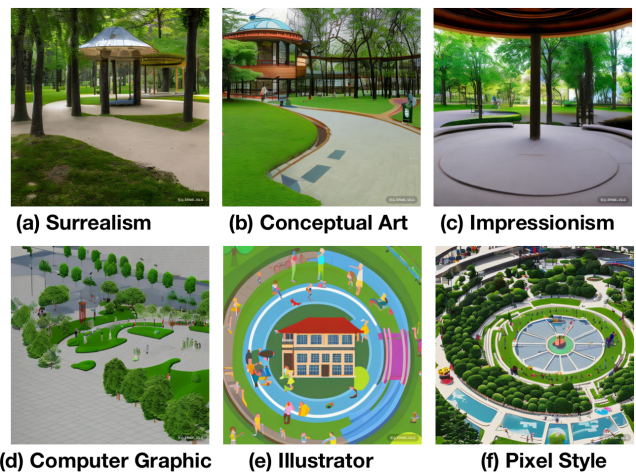 (a) Surrealism
(b) Conceptual Art
(c) Impressionism
(d) Computer Graphic
(e) Illustrator
(f) Pixel Style